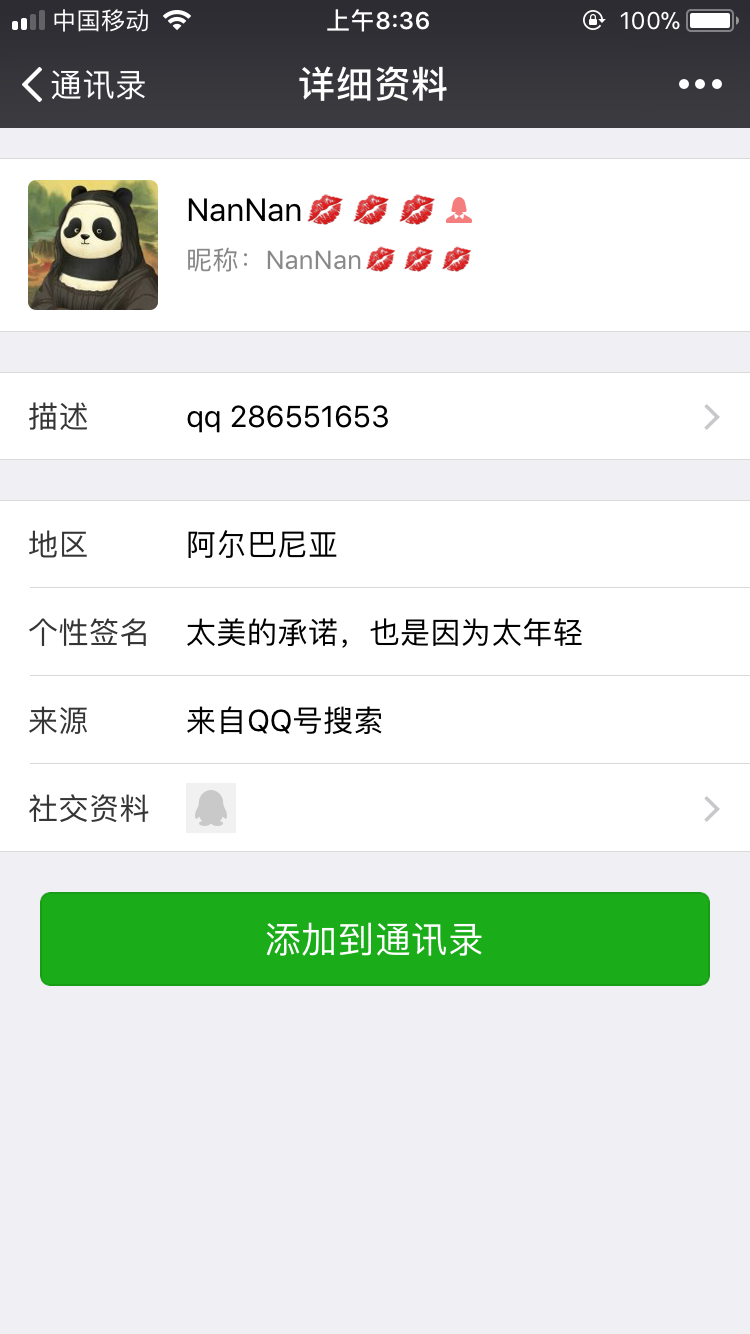 中国移动 上午8:36 100%
通讯录 详细资料
NanNan💋💋💋
昵称：NanNan💋💋💋
描述 qq 286551653
地区 阿尔巴尼亚
个性签名 太美的承诺，也是因为太年轻
来源 来自QQ号搜索
社交资料
添加到通讯录